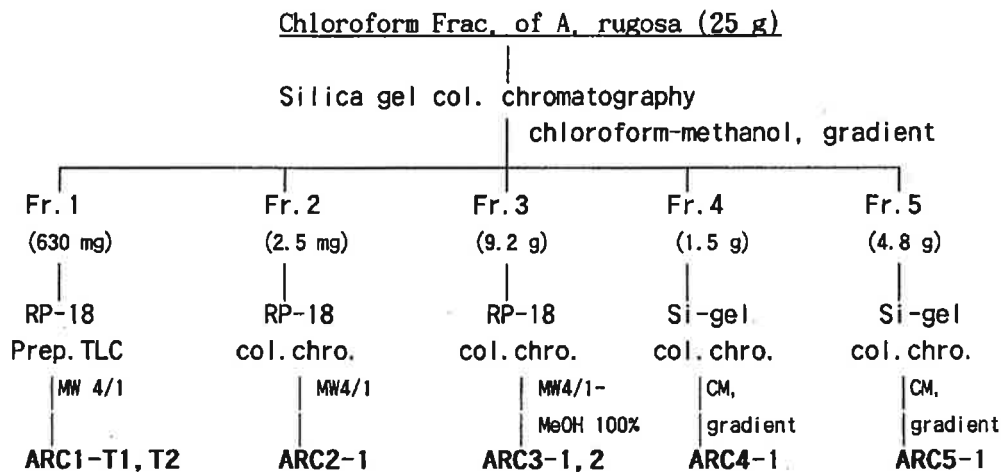 Chloroform Frac. of A. rugosa (25 g)
Silica gel col. chromatography
chloroform-methanol, gradient
Fr.1 Fr.2 Fr.3 Fr.4 Fr.5
(630 mg) (2.5 mg) (9.2 g) (1.5 g) (4.8 g)
RP-18 RP-18 RP-18 Si-gel Si-gel
Prep.TLC col.chro. col.chro. col.chro. col.chro.
MW 4/1 MW4/1 MW4/1- CM, CM,
MeOH 100% gradient gradient
ARC1-T1,T2 ARC2-1 ARC3-1,2 ARC4-1 ARC5-1